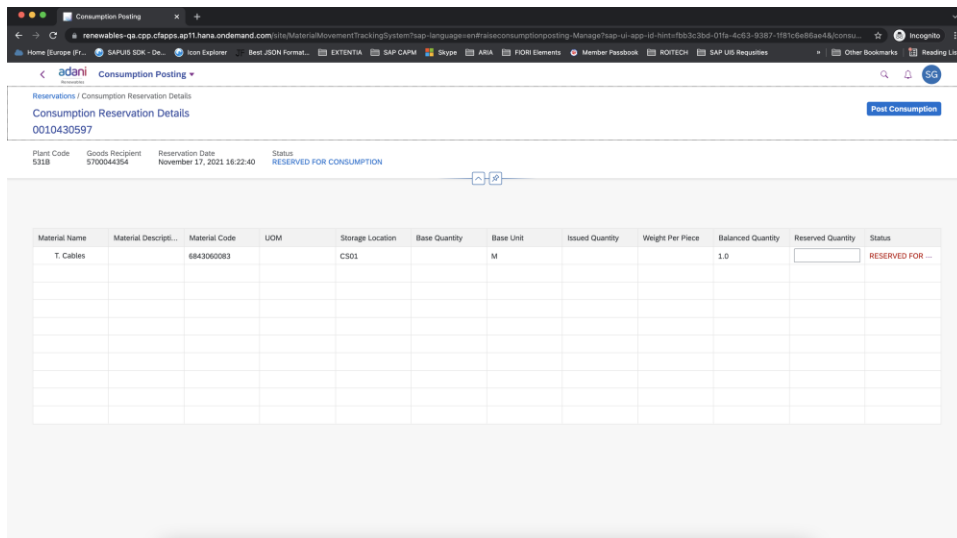 Consumption Posting
renewables-qa.cpp.cfapps.ap11.hana.ondemand.com/site/MaterialMovementTrackingSystem?sap-language=en#raiseconsumptionposting-Manage?sap-ui-app-id-hint=fbb3c3bd-01fa-4c63-9387-1f81c6e86ae4&/consu... Incognito
Home [Europe (Fr... SAPUI5 SDK - De... Icon Explorer Best JSON Format... EXTENTIA SAP CAPM Skype ARIA FIORI Elements Member Passbook ROITECH SAP UI5 Requsities » Other Bookmarks Reading Lis
adani Consumption Posting SG
Renewables
Reservations / Consumption Reservation Details
Consumption Reservation Details Post Consumption
0010430597
Plant Code Goods Recipient Reservation Date Status
531B 5700044354 November 17, 2021 16:22:40 RESERVED FOR CONSUMPTION
Material Name Material Descripti... Material Code UOM Storage Location Base Quantity Base Unit Issued Quantity Weight Per Piece Balanced Quantity Reserved Quantity Status
T. Cables 6843060083 CS01 M 1.0 RESERVED FOR ...